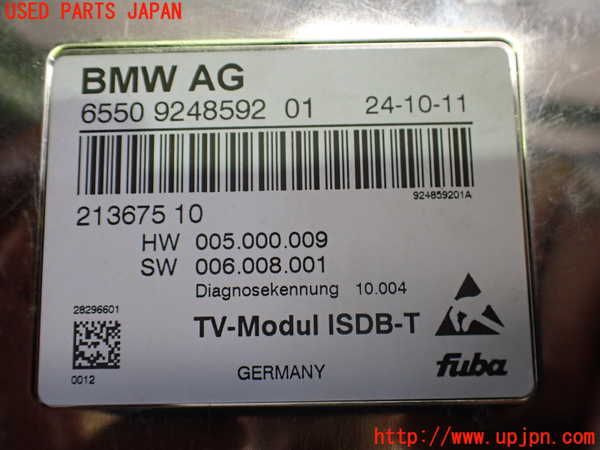 USED PARTS JAPAN
BMW AG
6550 9248592 01 24-10-11
924859201A
213675 10
HW 005.000.009
SW 006.008.001
Diagnosekennung 10.004
28296601
TV-Modul ISDB-T
0012
GERMANY
fuba
http://www.upjpn.com/